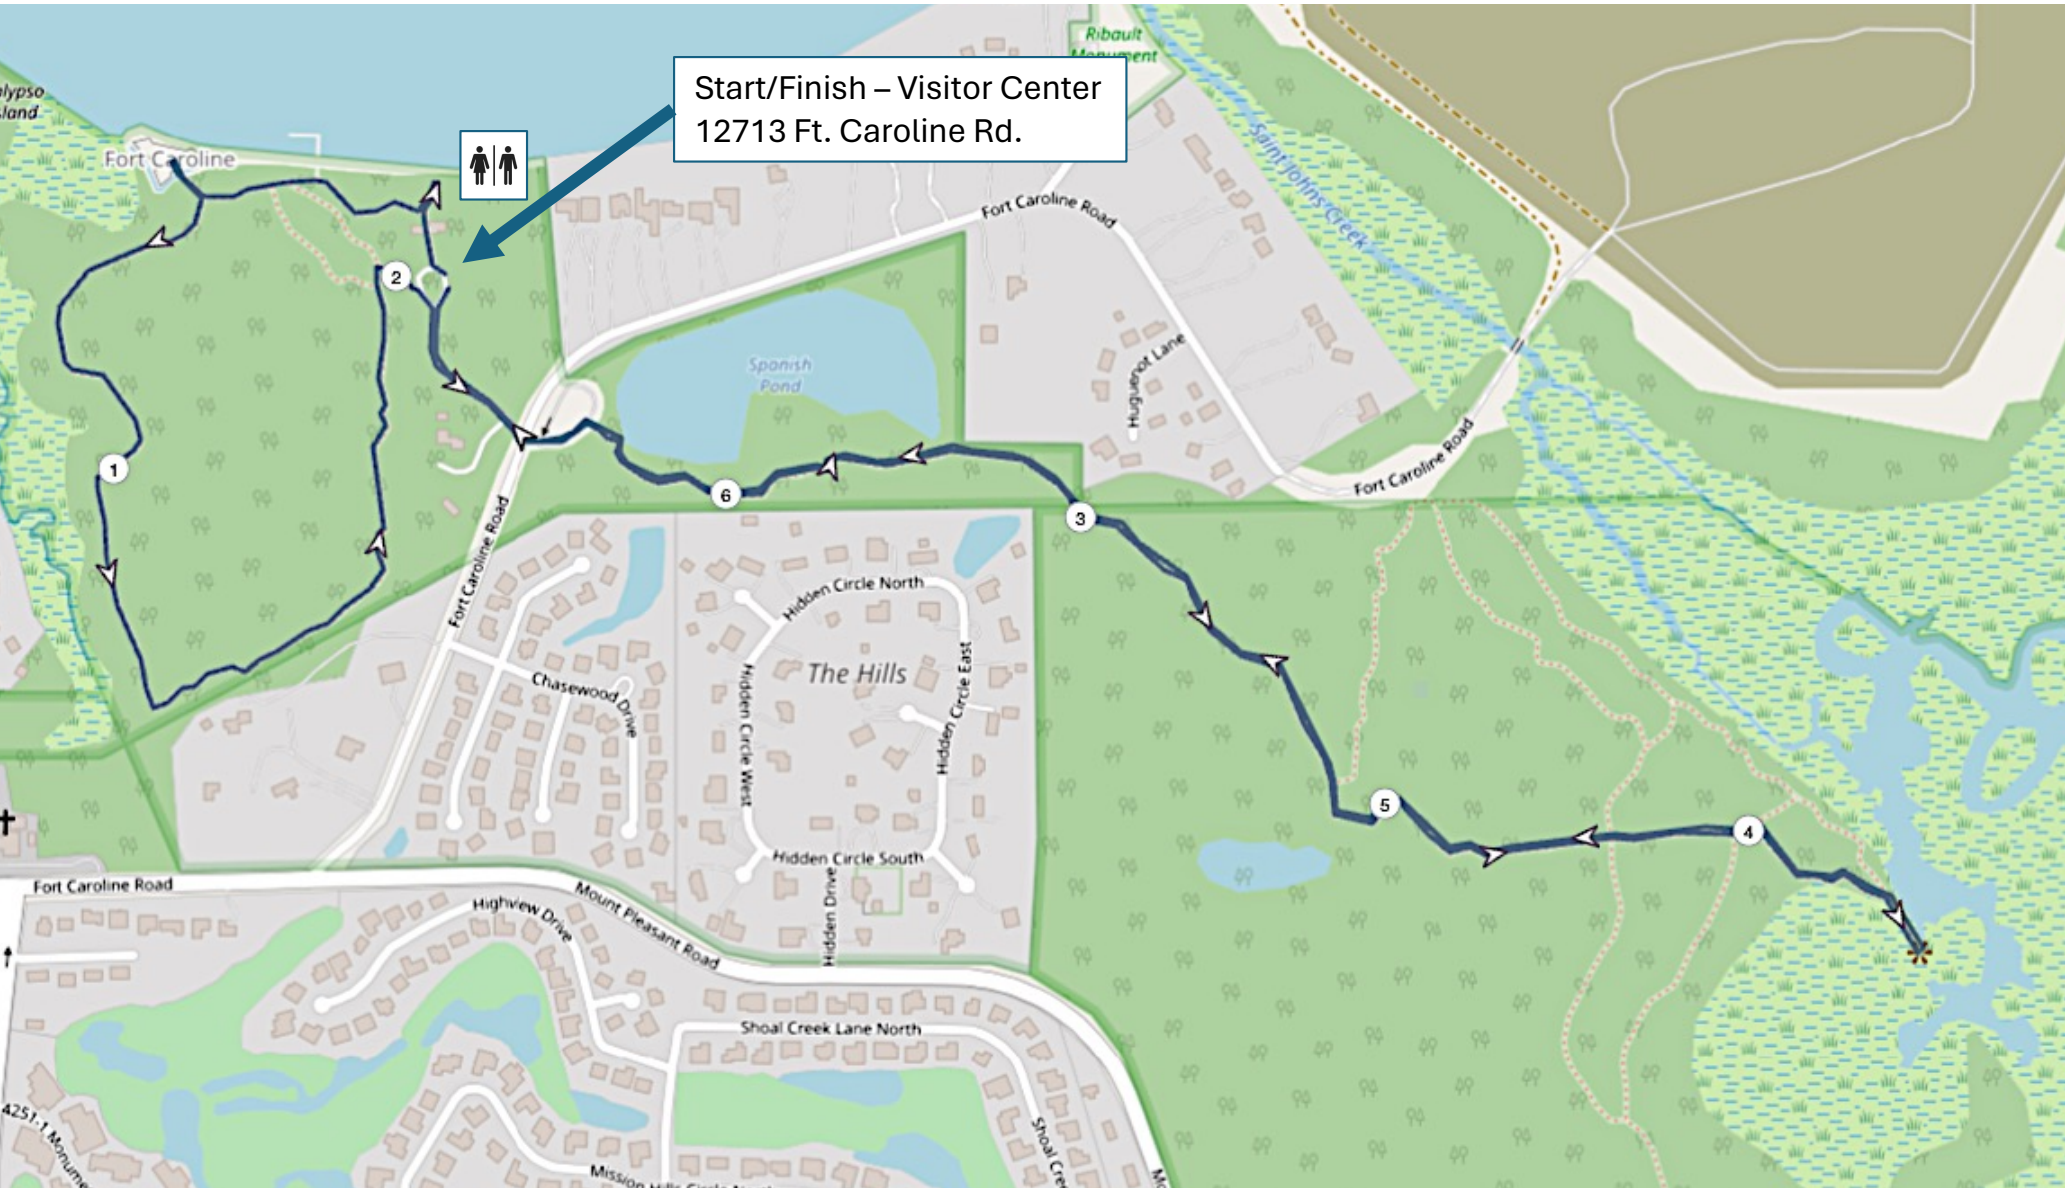 Ribault
Monument
Start/Finish – Visitor Center
12713 Ft. Caroline Rd.
Fort Caroline
Saint Johns Creek
Fort Caroline Road
2
Spanish
Pond
Huguenot Lane
1
6
3
Fort Caroline Road
Fort Caroline Road
Hidden Circle North
The Hills
Hidden Circle East
Hidden Circle West
Chasewood Drive
5
4
Hidden Circle South
Hidden Drive
Fort Caroline Road
Mount Pleasant Road
Highview Drive
Shoal Creek Lane North